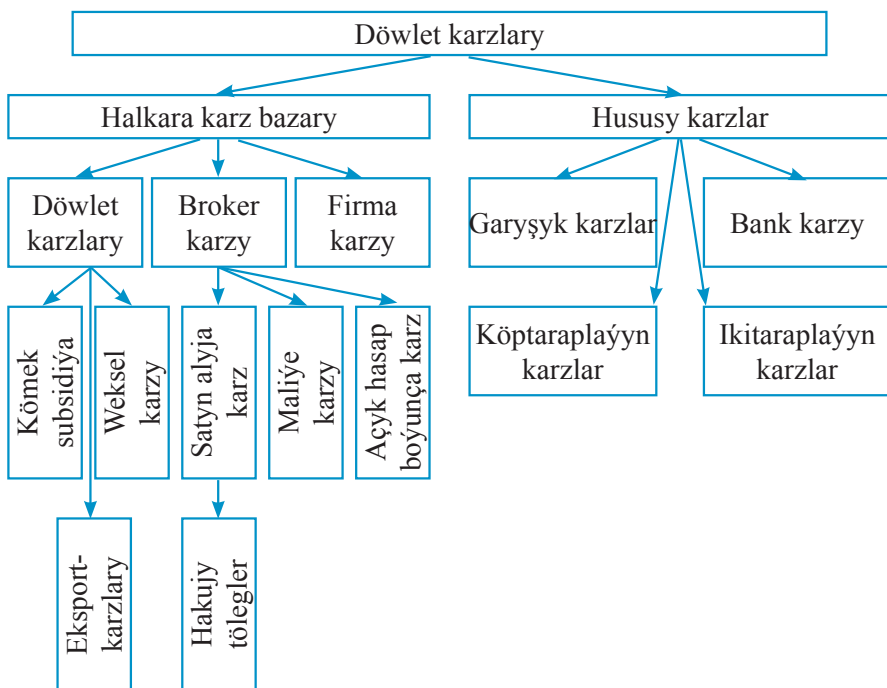 Döwlet karzlary
Halkara karz bazary
Hususy karzlar
Döwlet
karzlary
Broker
karzy
Firma
karzy
Garyşyk karzlar
Bank karzy
Kömek
subsidiýa
Weksel
karzy
Satyn alyja
karz
Maliýe
karzy
Açyk hasap
boýunça karz
Köptaraplaýyn
karzlar
Ikitaraplaýyn
karzlar
Eksport-
karzlary
Hakujy
tölegler